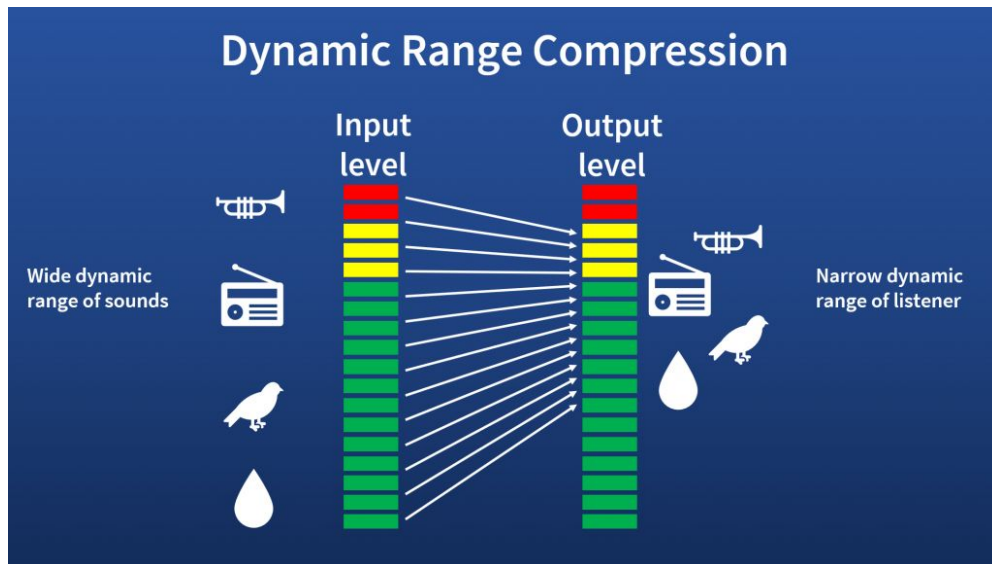 Dynamic Range Compression
Input
level
Output
level
Wide dynamic
range of sounds
Narrow dynamic
range of listener